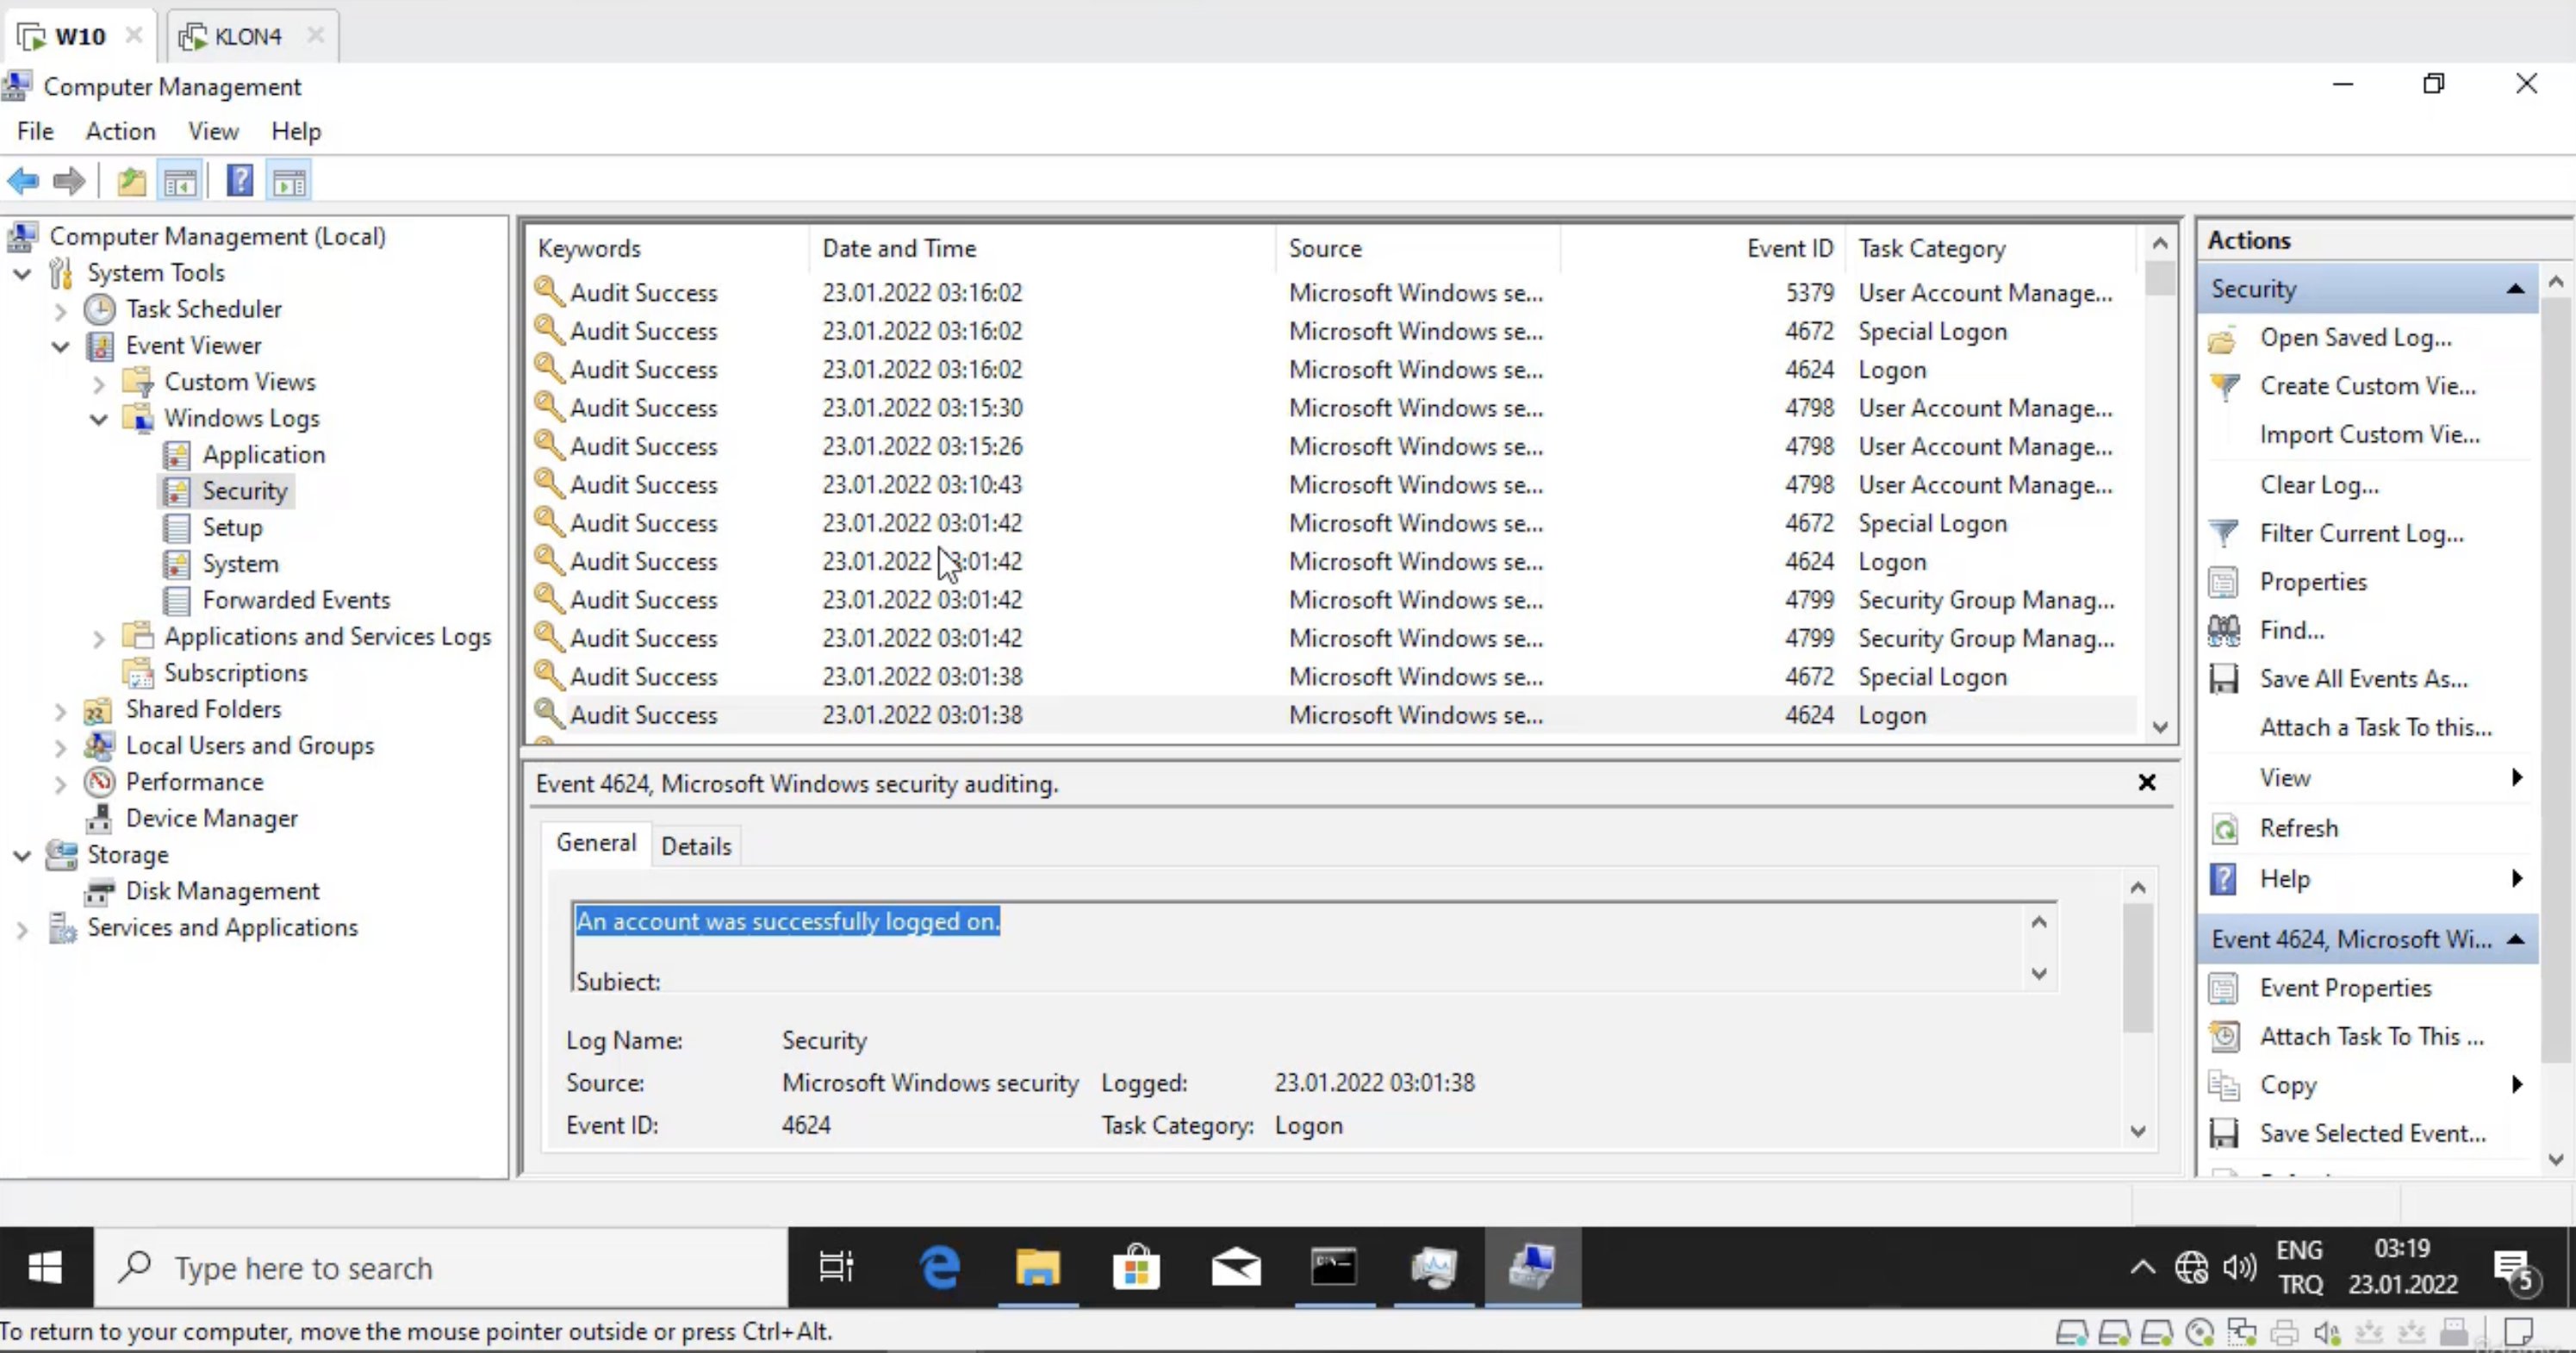 W10
KLON4
Computer Management
File Action View Help
Computer Management (Local)
System Tools
Task Scheduler
Event Viewer
Custom Views
Windows Logs
Application
Security
Setup
System
Forwarded Events
Applications and Services Logs
Subscriptions
Shared Folders
Local Users and Groups
Performance
Device Manager
Storage
Disk Management
Services and Applications
Keywords Date and Time Source Event ID Task Category
Audit Success 23.01.2022 03:16:02 Microsoft Windows se... 5379 User Account Manage...
Audit Success 23.01.2022 03:16:02 Microsoft Windows se... 4672 Special Logon
Audit Success 23.01.2022 03:16:02 Microsoft Windows se... 4624 Logon
Audit Success 23.01.2022 03:15:30 Microsoft Windows se... 4798 User Account Manage...
Audit Success 23.01.2022 03:15:26 Microsoft Windows se... 4798 User Account Manage...
Audit Success 23.01.2022 03:10:43 Microsoft Windows se... 4798 User Account Manage...
Audit Success 23.01.2022 03:01:42 Microsoft Windows se... 4672 Special Logon
Audit Success 23.01.2022 03:01:42 Microsoft Windows se... 4624 Logon
Audit Success 23.01.2022 03:01:42 Microsoft Windows se... 4799 Security Group Manag...
Audit Success 23.01.2022 03:01:42 Microsoft Windows se... 4799 Security Group Manag...
Audit Success 23.01.2022 03:01:38 Microsoft Windows se... 4672 Special Logon
Audit Success 23.01.2022 03:01:38 Microsoft Windows se... 4624 Logon
Event 4624, Microsoft Windows security auditing.
General Details
An account was successfully logged on.
Subject:
Log Name: Security
Source: Microsoft Windows security Logged: 23.01.2022 03:01:38
Event ID: 4624 Task Category: Logon
Actions
Security
Open Saved Log...
Create Custom Vie...
Import Custom Vie...
Clear Log...
Filter Current Log...
Properties
Find...
Save All Events As...
Attach a Task To this...
View
Refresh
Help
Event 4624, Microsoft Wi...
Event Properties
Attach Task To This ...
Copy
Save Selected Event...
Type here to search
ENG
TRQ
03:19
23.01.2022
5
To return to your computer, move the mouse pointer outside or press Ctrl+Alt.